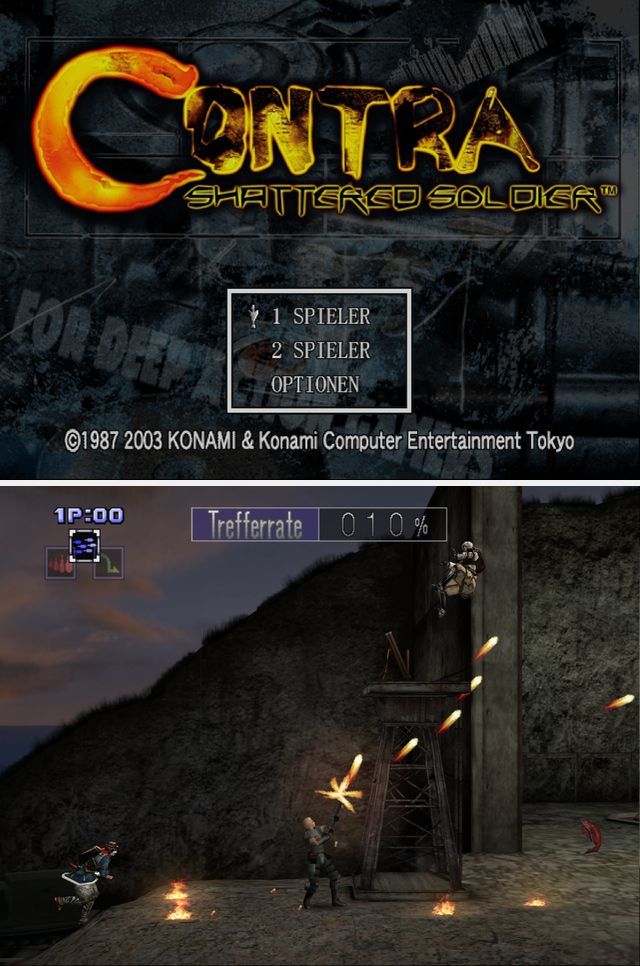 CONTRA
SHATTERED SOLDIER™
1 SPIELER
2 SPIELER
OPTIONEN
©1987 2003 KONAMI & Konami Computer Entertainment Tokyo
1P:00
Trefferrate 010%